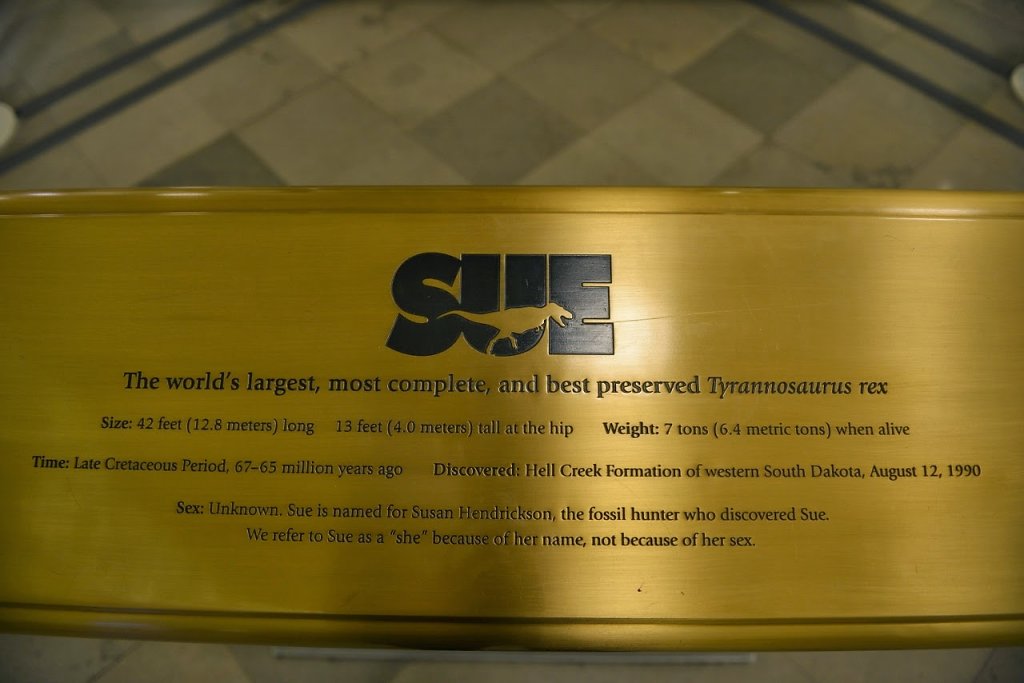 SUE
The world's largest, most complete, and best preserved Tyrannosaurus rex
Size: 42 feet (12.8 meters) long 13 feet (4.0 meters) tall at the hip Weight: 7 tons (6.4 metric tons) when alive
Time: Late Cretaceous Period, 67–65 million years ago Discovered: Hell Creek Formation of western South Dakota, August 12, 1990
Sex: Unknown. Sue is named for Susan Hendrickson, the fossil hunter who discovered Sue.
We refer to Sue as a "she" because of her name, not because of her sex.